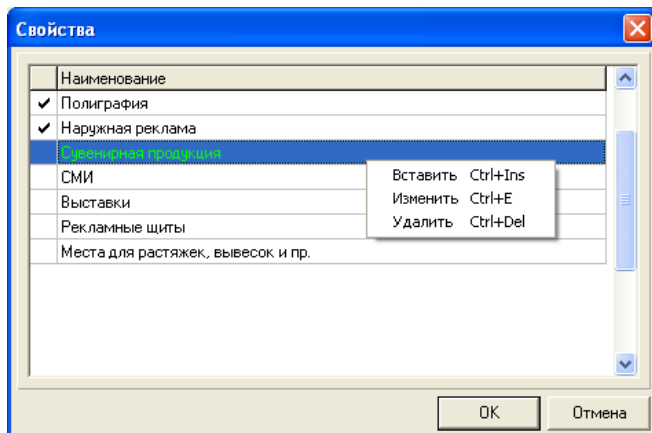 Свойства
Наименование
Полиграфия
Наружная реклама
Сувенирная продукция
СМИ
Вставить Ctrl+Ins
Выставки
Изменить Ctrl+E
Рекламные щиты
Удалить Ctrl+Del
Места для растяжек, вывесок и пр.
OK
Отмена